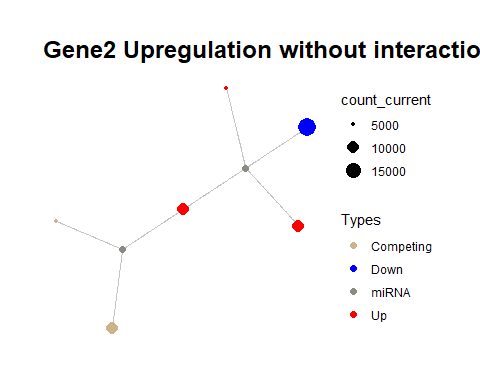 Gene2 Upregulation without interactio
count_current
5000
10000
15000
Types
Competing
Down
miRNA
Up